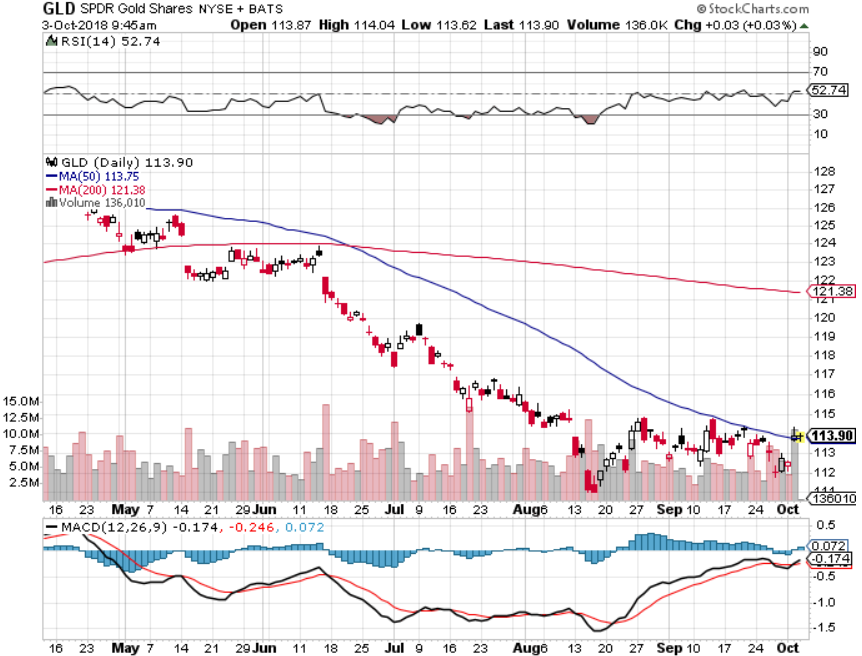 GLD SPDR Gold Shares NYSE + BATS
© StockCharts.com
3-Oct-2018 9:45am
Open 113.87 High 114.04 Low 113.62 Last 113.90 Volume 136.0K Chg +0.03 (+0.03%)
RSI(14) 52.74
90
70
52.74
30
10
GLD (Daily) 113.90
MA(50) 113.75
MA(200) 121.38
Volume 136,010
128
127
126
125
124
123
122
121.38
121
120
119
118
117
116
115
113.90
113
112
111
136010
15.0M
12.5M
10.0M
7.5M
5.0M
2.5M
16 23 May 7 14 21 29 Jun 11 18 25 Jul 9 16 23 Aug 6 13 20 27 Sep 10 17 24 Oct
MACD(12,26,9) -0.174, -0.246, 0.072
0.5
0.072
-0.174
-0.5
-1.0
-1.5
16 23 May 7 14 21 29 Jun 11 18 25 Jul 9 16 23 Aug 6 13 20 27 Sep 10 17 24 Oct